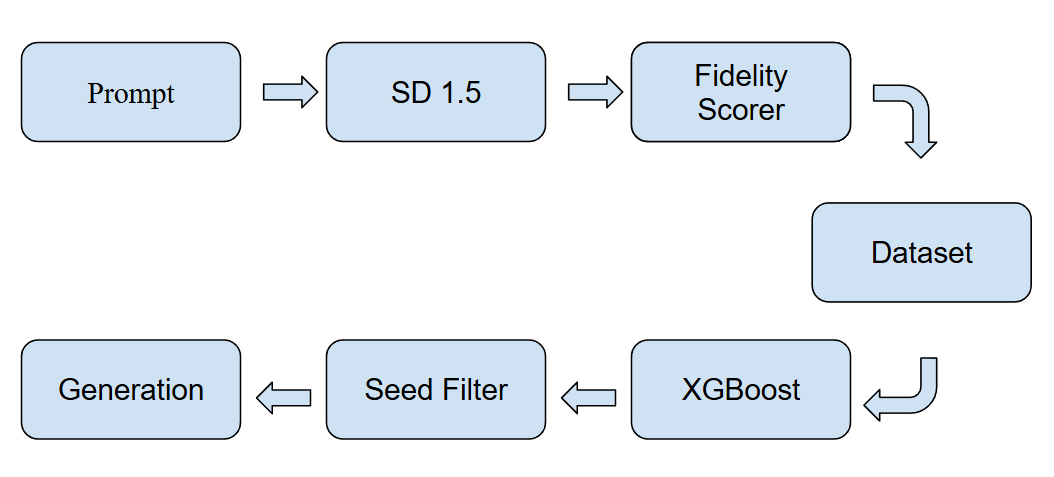 Prompt
SD 1.5
Fidelity
Scorer
Dataset
XGBoost
Seed Filter
Generation